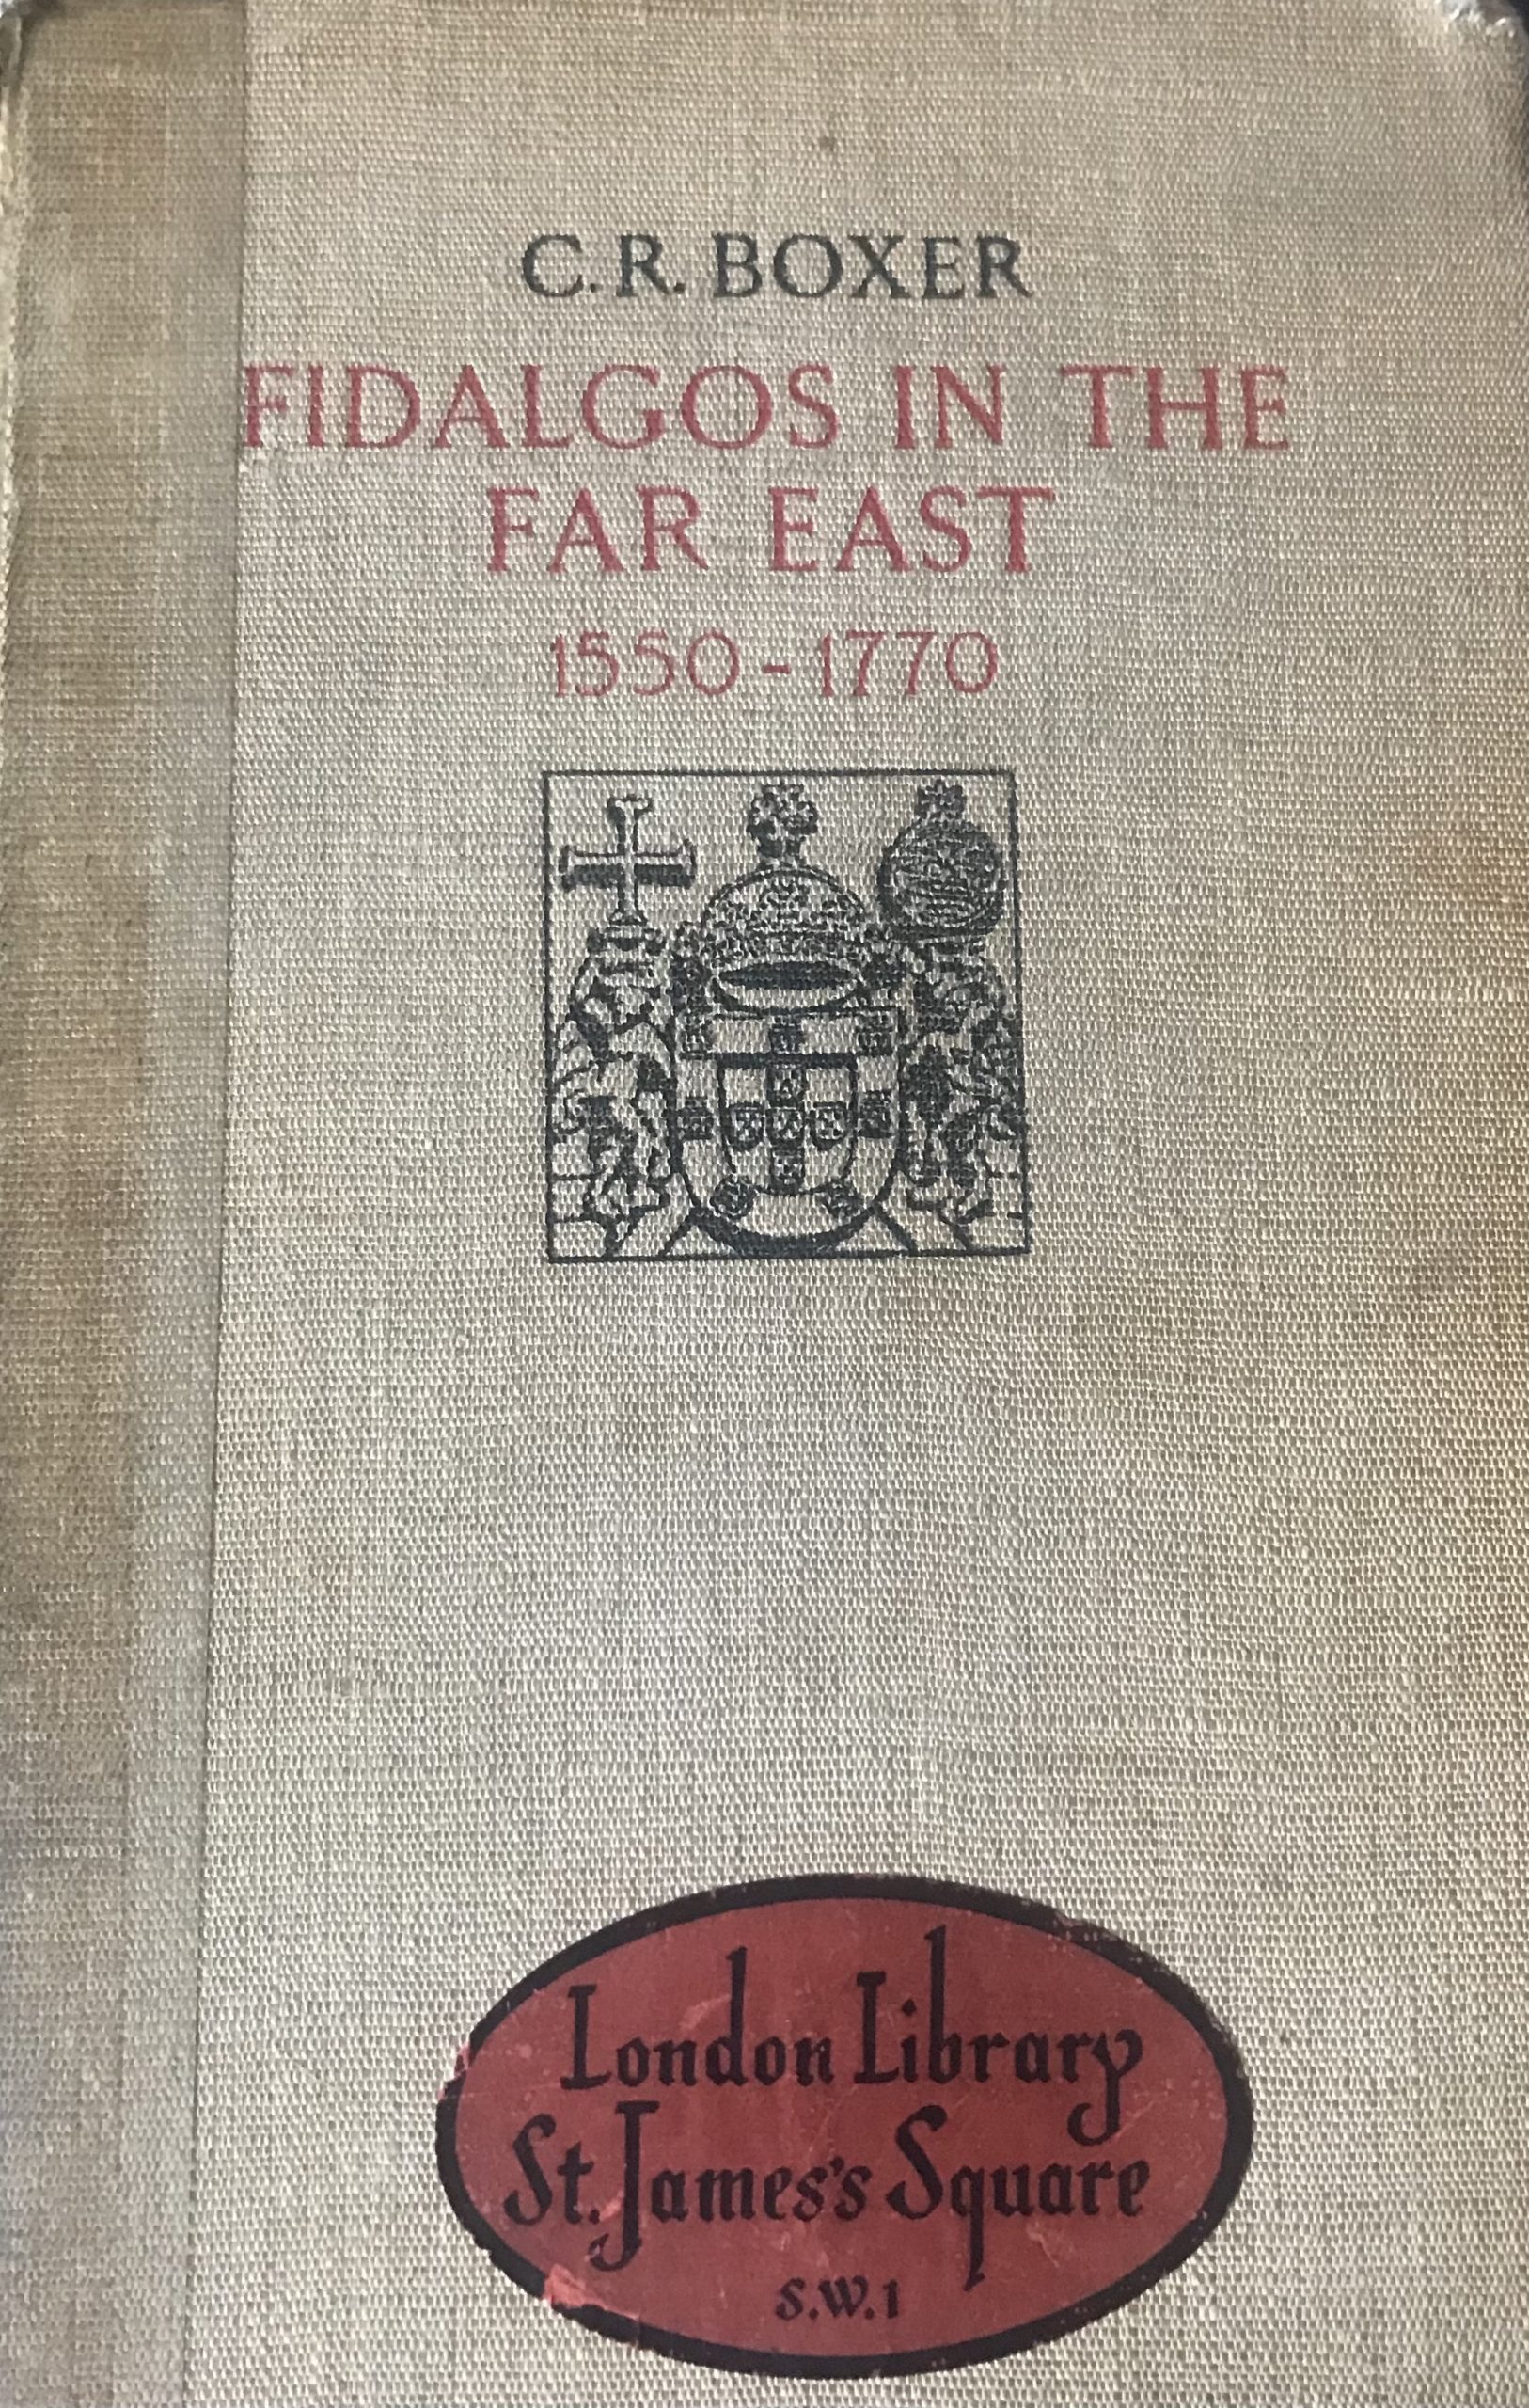 C.R. BOXER
FIDALGOS IN THE
FAR EAST
1550-1770
London Library
St. James's Square
S.W.1